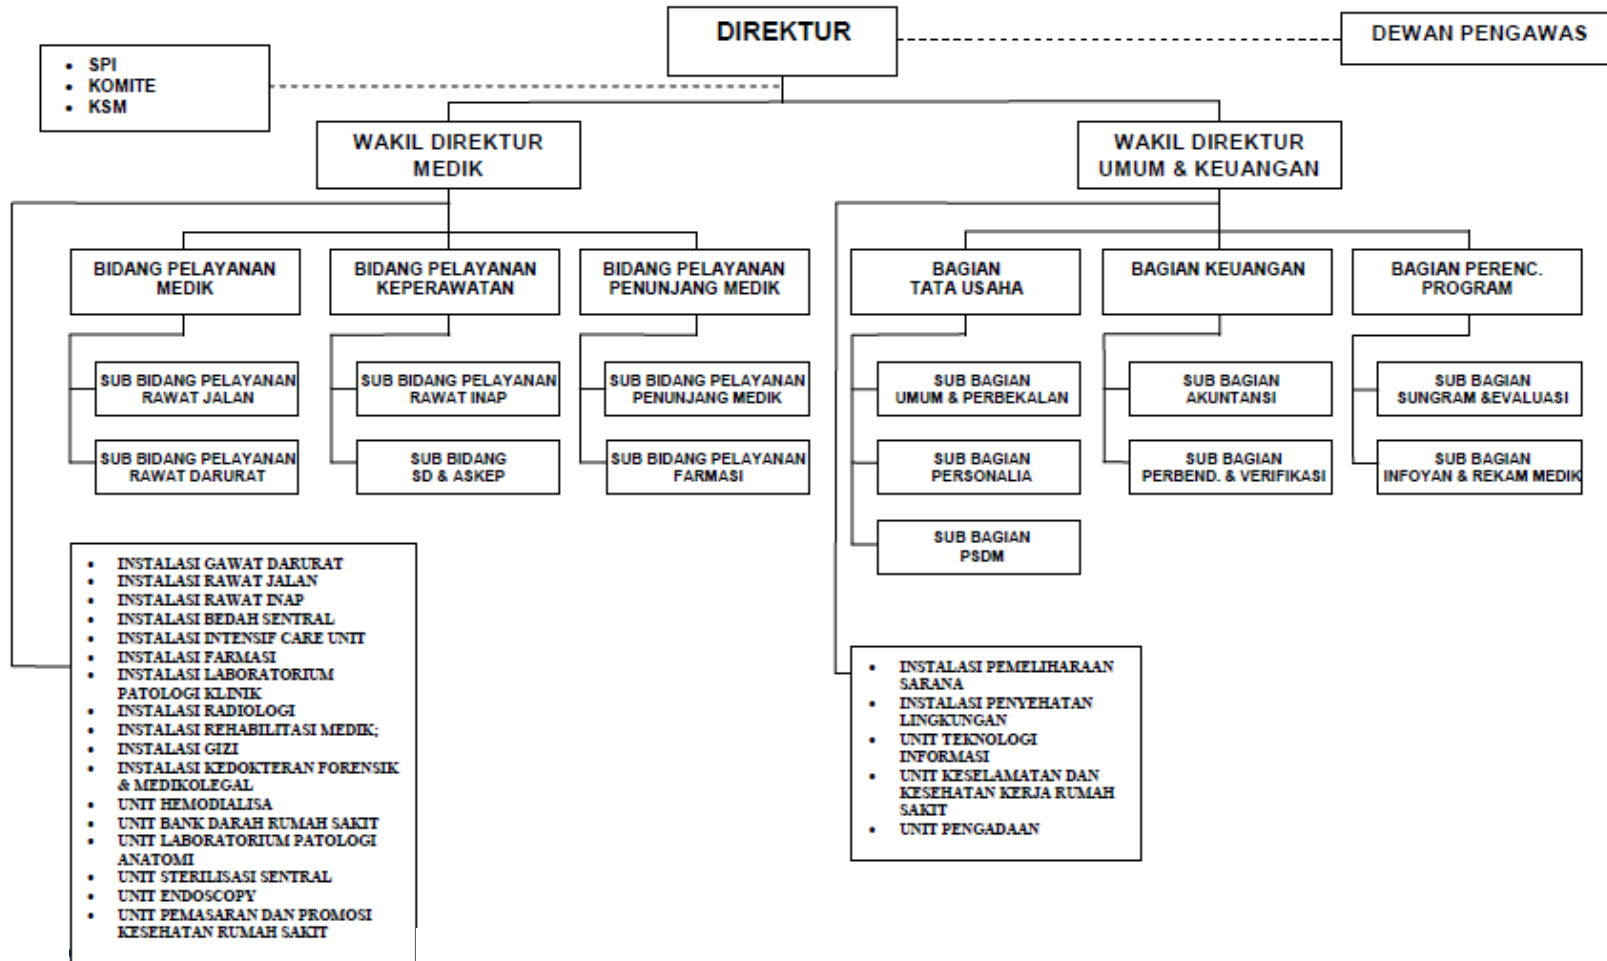 DIREKTUR
DEWAN PENGAWAS
• SPI
• KOMITE
• KSM
WAKIL DIREKTUR
MEDIK
WAKIL DIREKTUR
UMUM & KEUANGAN
BIDANG PELAYANAN
MEDIK
BIDANG PELAYANAN
KEPERAWATAN
BIDANG PELAYANAN
PENUNJANG MEDIK
BAGIAN
TATA USAHA
BAGIAN KEUANGAN
BAGIAN PERENC.
PROGRAM
SUB BIDANG PELAYANAN
RAWAT JALAN
SUB BIDANG PELAYANAN
RAWAT INAP
SUB BIDANG PELAYANAN
PENUNJANG MEDIK
SUB BAGIAN
UMUM & PERBEKALAN
SUB BAGIAN
AKUNTANSI
SUB BAGIAN
SUNGRAM &EVALUASI
SUB BIDANG PELAYANAN
RAWAT DARURAT
SUB BIDANG
SD & ASKEP
SUB BIDANG PELAYANAN
FARMASI
SUB BAGIAN
PERSONALIA
SUB BAGIAN
PERBEND. & VERIFIKASI
SUB BAGIAN
INFOYAN & REKAM MEDIK
SUB BAGIAN
PSDM
• INSTALASI GAWAT DARURAT
• INSTALASI RAWAT JALAN
• INSTALASI RAWAT INAP
• INSTALASI BEDAH SENTRAL
• INSTALASI INTENSIF CARE UNIT
• INSTALASI FARMASI
• INSTALASI LABORATORIUM
PATOLOGI KLINIK
• INSTALASI RADIOLOGI
• INSTALASI REHABILITASI MEDIK;
• INSTALASI GIZI
• INSTALASI KEDOKTERAN FORENSIK
& MEDIKOLEGAL
• UNIT HEMODIALISA
• UNIT BANK DARAH RUMAH SAKIT
• UNIT LABORATORIUM PATOLOGI
ANATOMI
• UNIT STERILISASI SENTRAL
• UNIT ENDOSCOPY
• UNIT PEMASARAN DAN PROMOSI
KESEHATAN RUMAH SAKIT
• INSTALASI PEMELIHARAAN
SARANA
• INSTALASI PENYEHATAN
LINGKUNGAN
• UNIT TEKNOLOGI
INFORMASI
• UNIT KESELAMATAN DAN
KESEHATAN KERJA RUMAH
SAKIT
• UNIT PENGADAAN